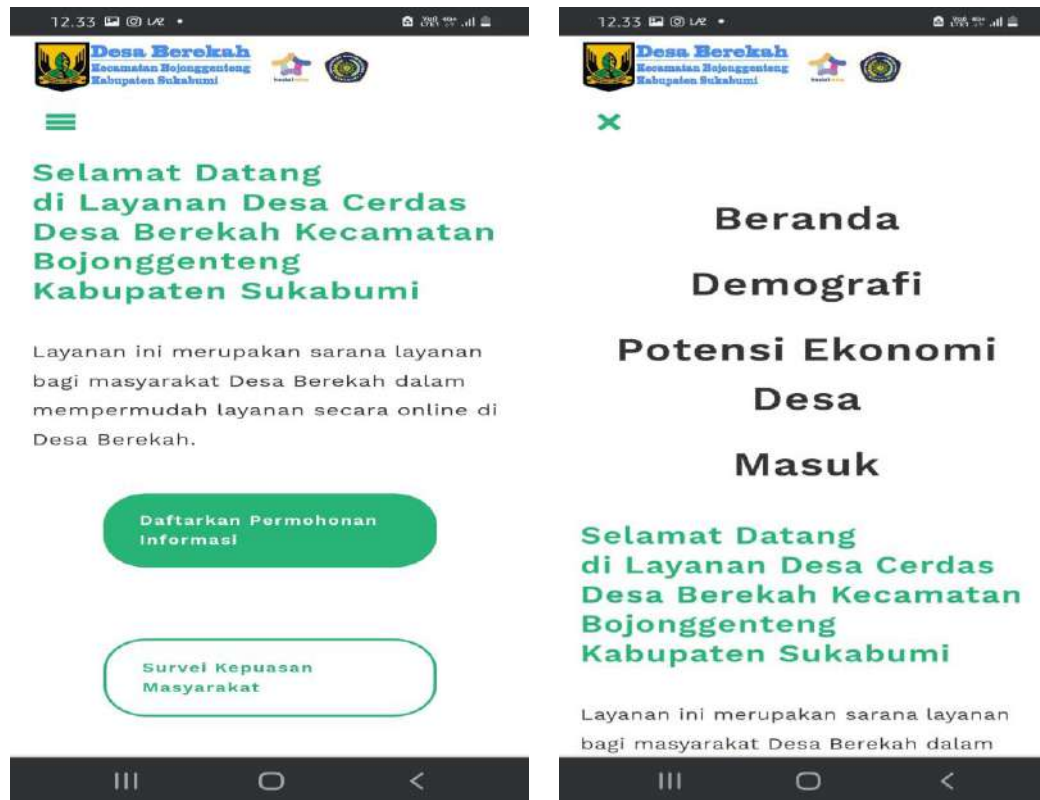 12.33
Desa Berekah
Kecamatan Bojonggenteng
Kabupaten Sukabumi
Selamat Datang
di Layanan Desa Cerdas
Desa Berekah Kecamatan
Bojonggenteng
Kabupaten Sukabumi
Layanan ini merupakan sarana layanan
bagi masyarakat Desa Berekah dalam
mempermudah layanan secara online di
Desa Berekah.
Daftarkan Permohonan
Informasi
Survei Kepuasan
Masyarakat
12.33
Desa Berekah
Kecamatan Bojonggenteng
Kabupaten Sukabumi
Beranda
Demografi
Potensi Ekonomi
Desa
Masuk
Selamat Datang
di Layanan Desa Cerdas
Desa Berekah Kecamatan
Bojonggenteng
Kabupaten Sukabumi
Layanan ini merupakan sarana layanan
bagi masyarakat Desa Berekah dalam